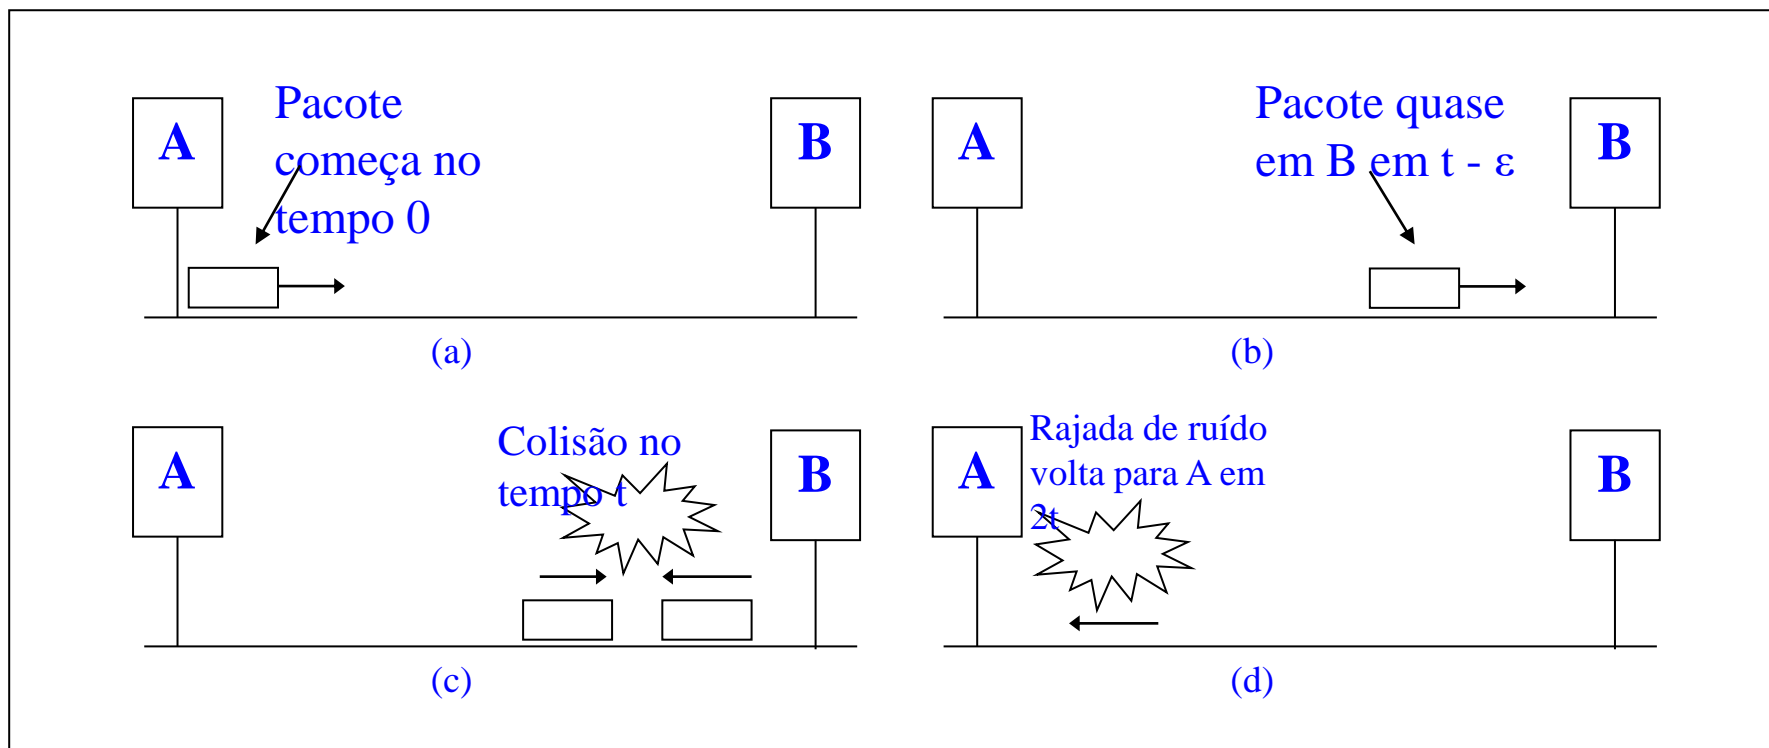 A
Pacote
começa no
tempo 0
B
(a)
A
Pacote quase
em B em t - ε
B
(b)
A
Colisão no
tempo t
B
(c)
A
Rajada de ruído
volta para A em
2t
B
(d)